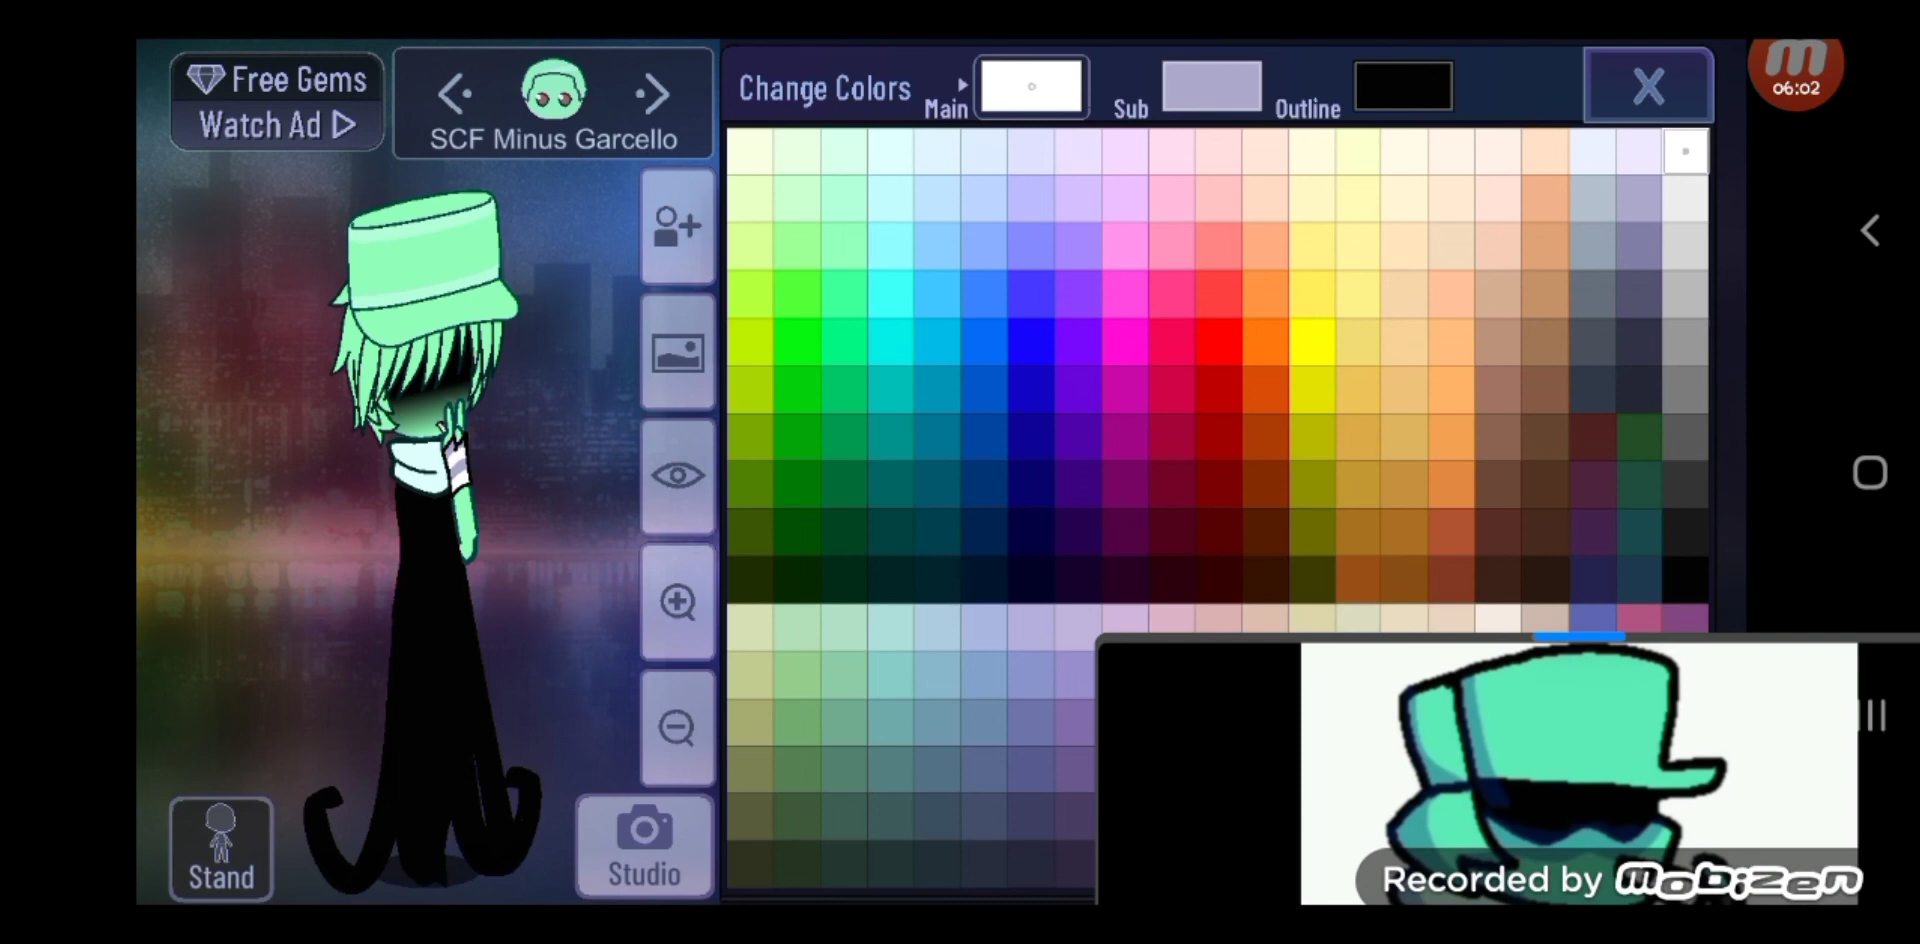 Free Gems
Watch Ad
SCF Minus Garcello
Change Colors
Main
Sub
Outline
X
06:02
Stand
Studio
Recorded by mobizen